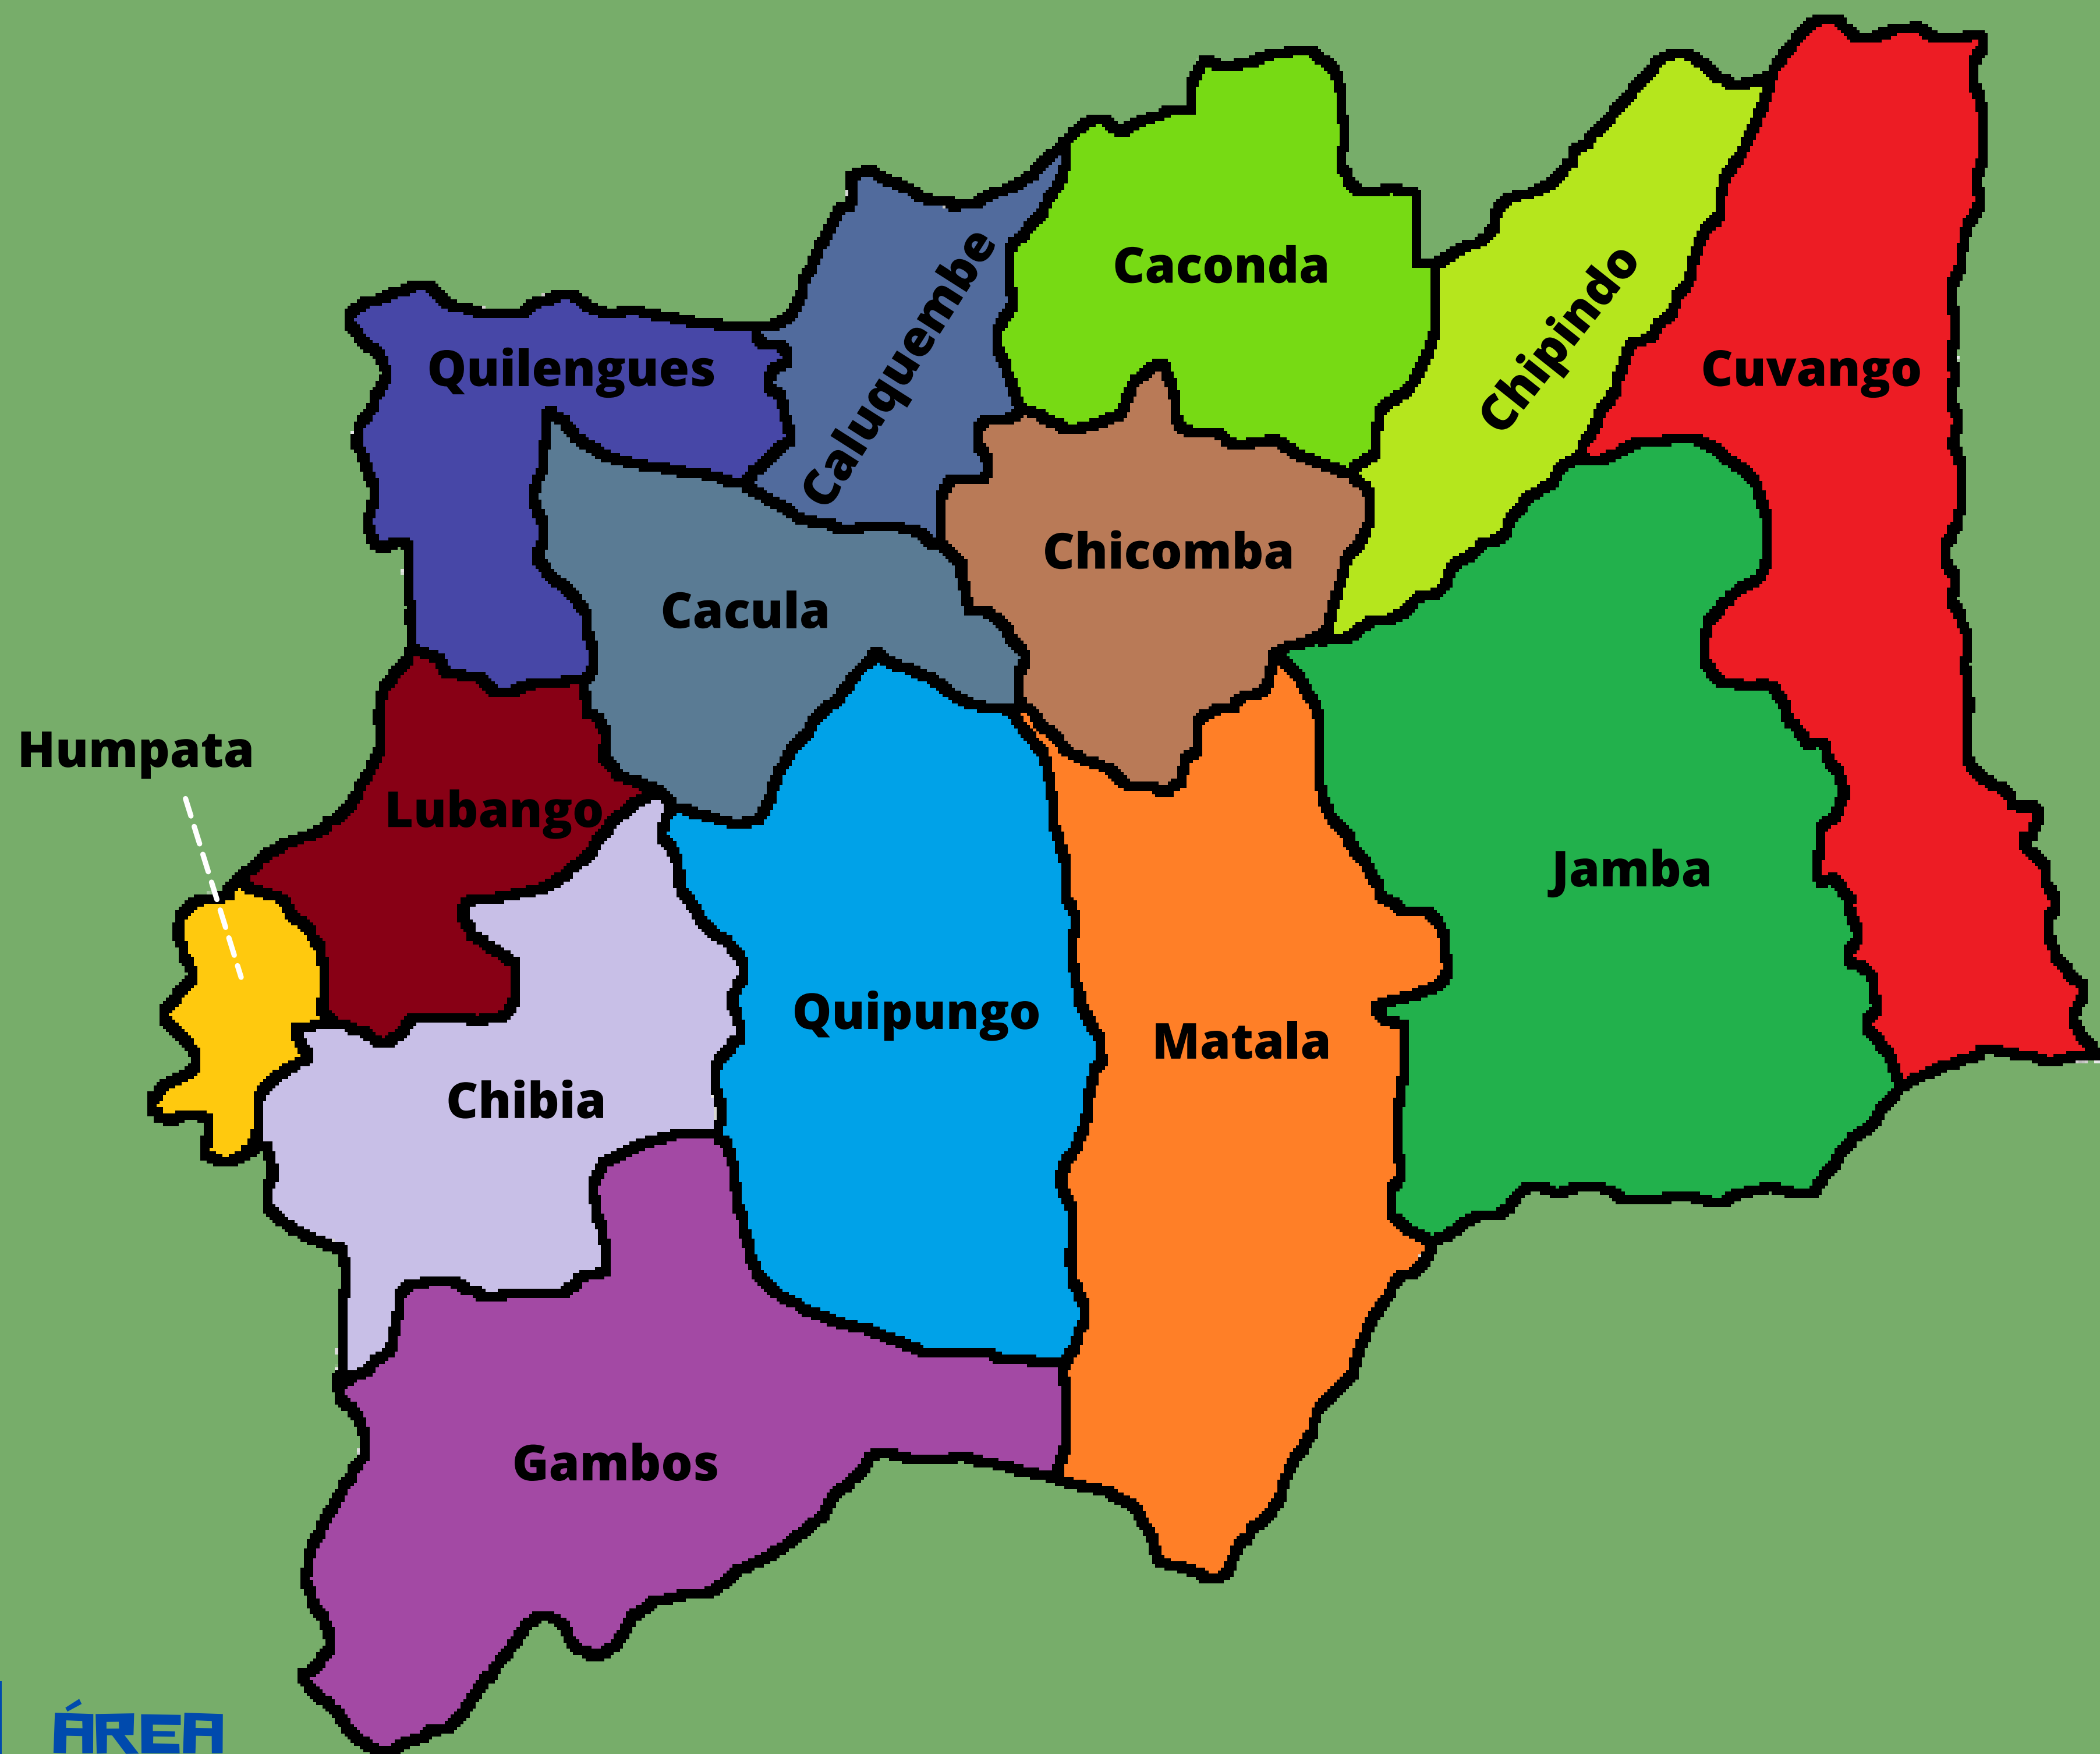 Caconda
Chipindo
Cuvango
Quilengues
Caluquembe
Chicomba
Cacula
Humpata
Lubango
Jamba
Quipungo
Matala
Chibia
Gambos
ÁREA